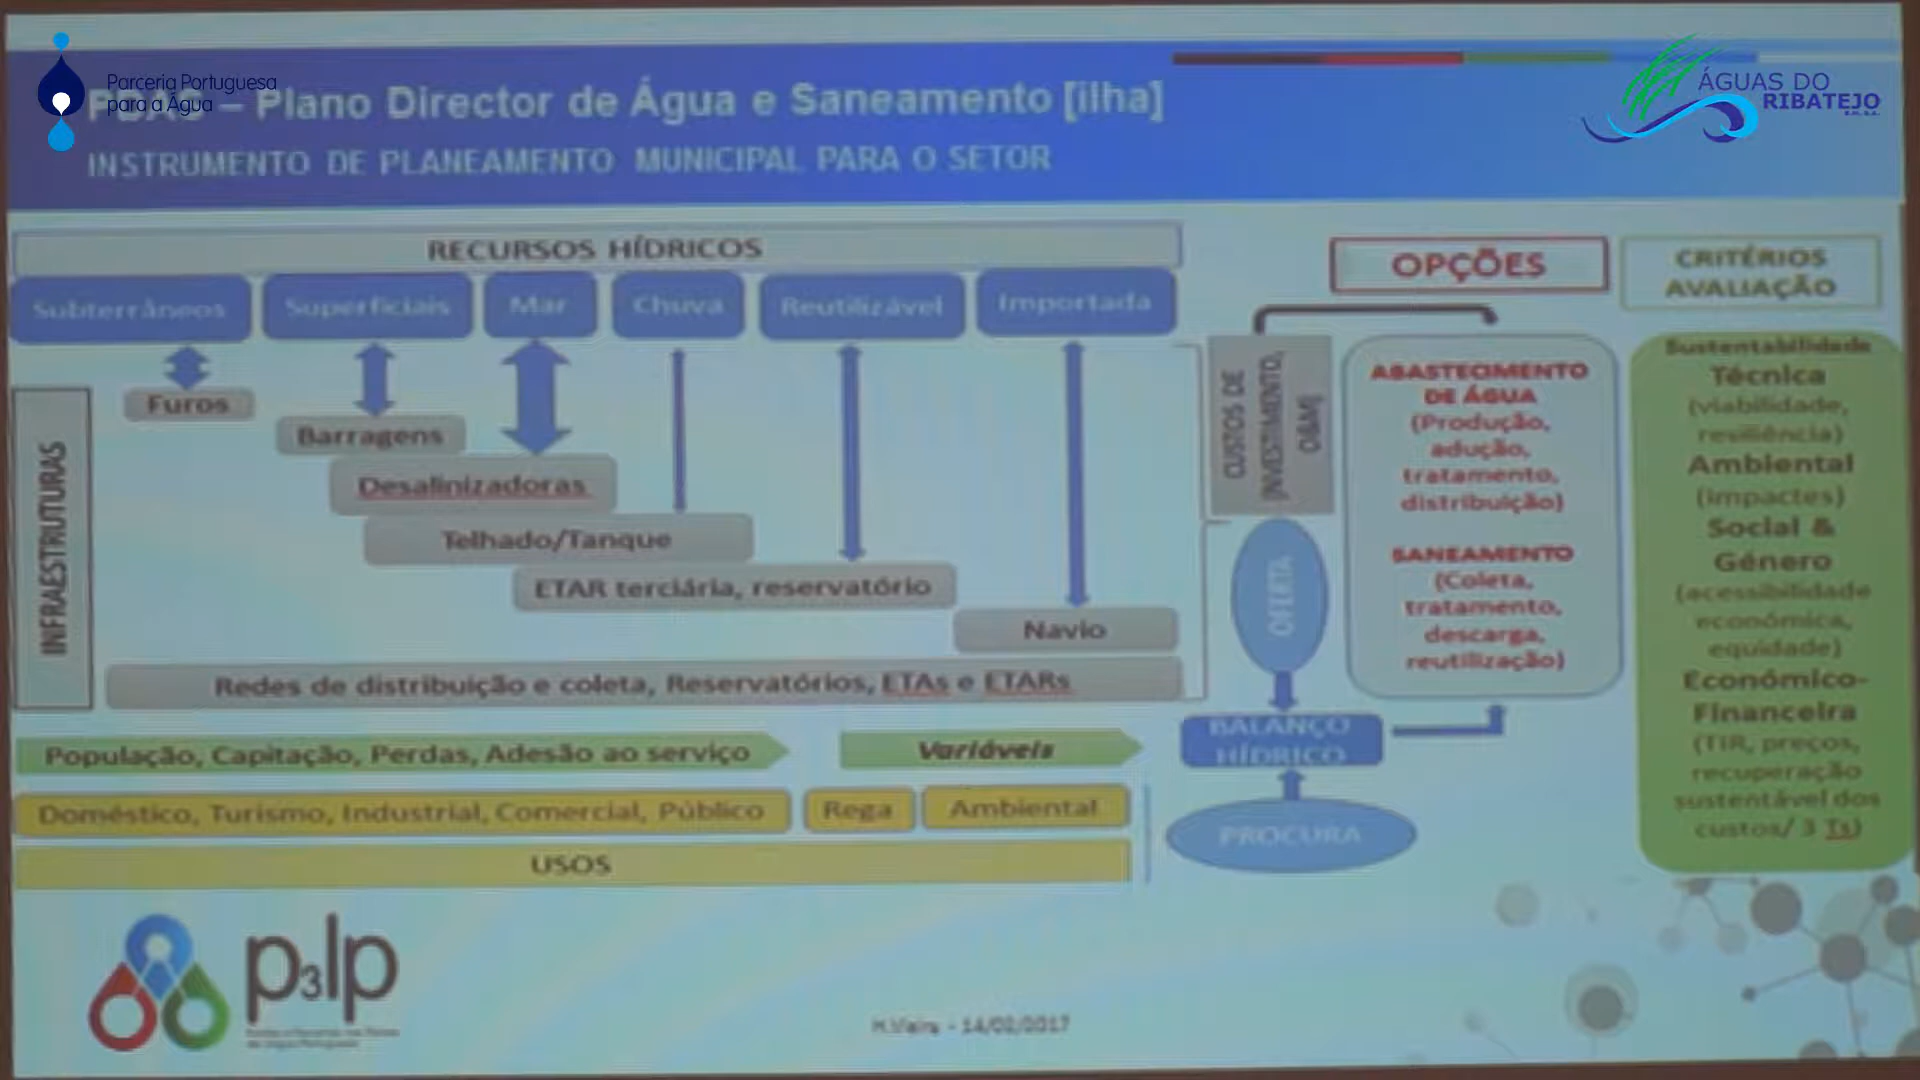 Parceria Portuguesa
para a Água
PDAS – Plano Director de Água e Saneamento [ilha]
INSTRUMENTO DE PLANEAMENTO MUNICIPAL PARA O SETOR
ÁGUAS DO
RIBATEJO
RECURSOS HÍDRICOS
Subterrâneos
Superficiais
Mar
Chuva
Reutilizável
Importada
INFRAESTRUTURAS
Furos
Barragens
Desalinizadoras
Telhado/Tanque
ETAR terciária, reservatório
Navio
Redes de distribuição e coleta, Reservatórios, ETAs e ETARs
População, Capitação, Perdas, Adesão ao serviço
Variáveis
Doméstico, Turismo, Industrial, Comercial, Público
Rega
Ambiental
USOS
CUSTOS DE
[INVESTIMENTO,
O&M]
OFERTA
BALANÇO
HÍDRICO
PROCURA
OPÇÕES
ABASTECIMENTO
DE ÁGUA
(Produção,
adução,
tratamento,
distribuição)
SANEAMENTO
(Coleta,
tratamento,
descarga,
reutilização)
CRITÉRIOS
AVALIAÇÃO
Sustentabilidade
Técnica
(viabilidade,
resiliência)
Ambiental
(impactes)
Social &
Género
(acessibilidade
económica,
equidade)
Económico-
Financeira
(TIR, preços,
recuperação
sustentável dos
custos/ 3 Ts)
p3lp
H.Vieira - 14/02/2017